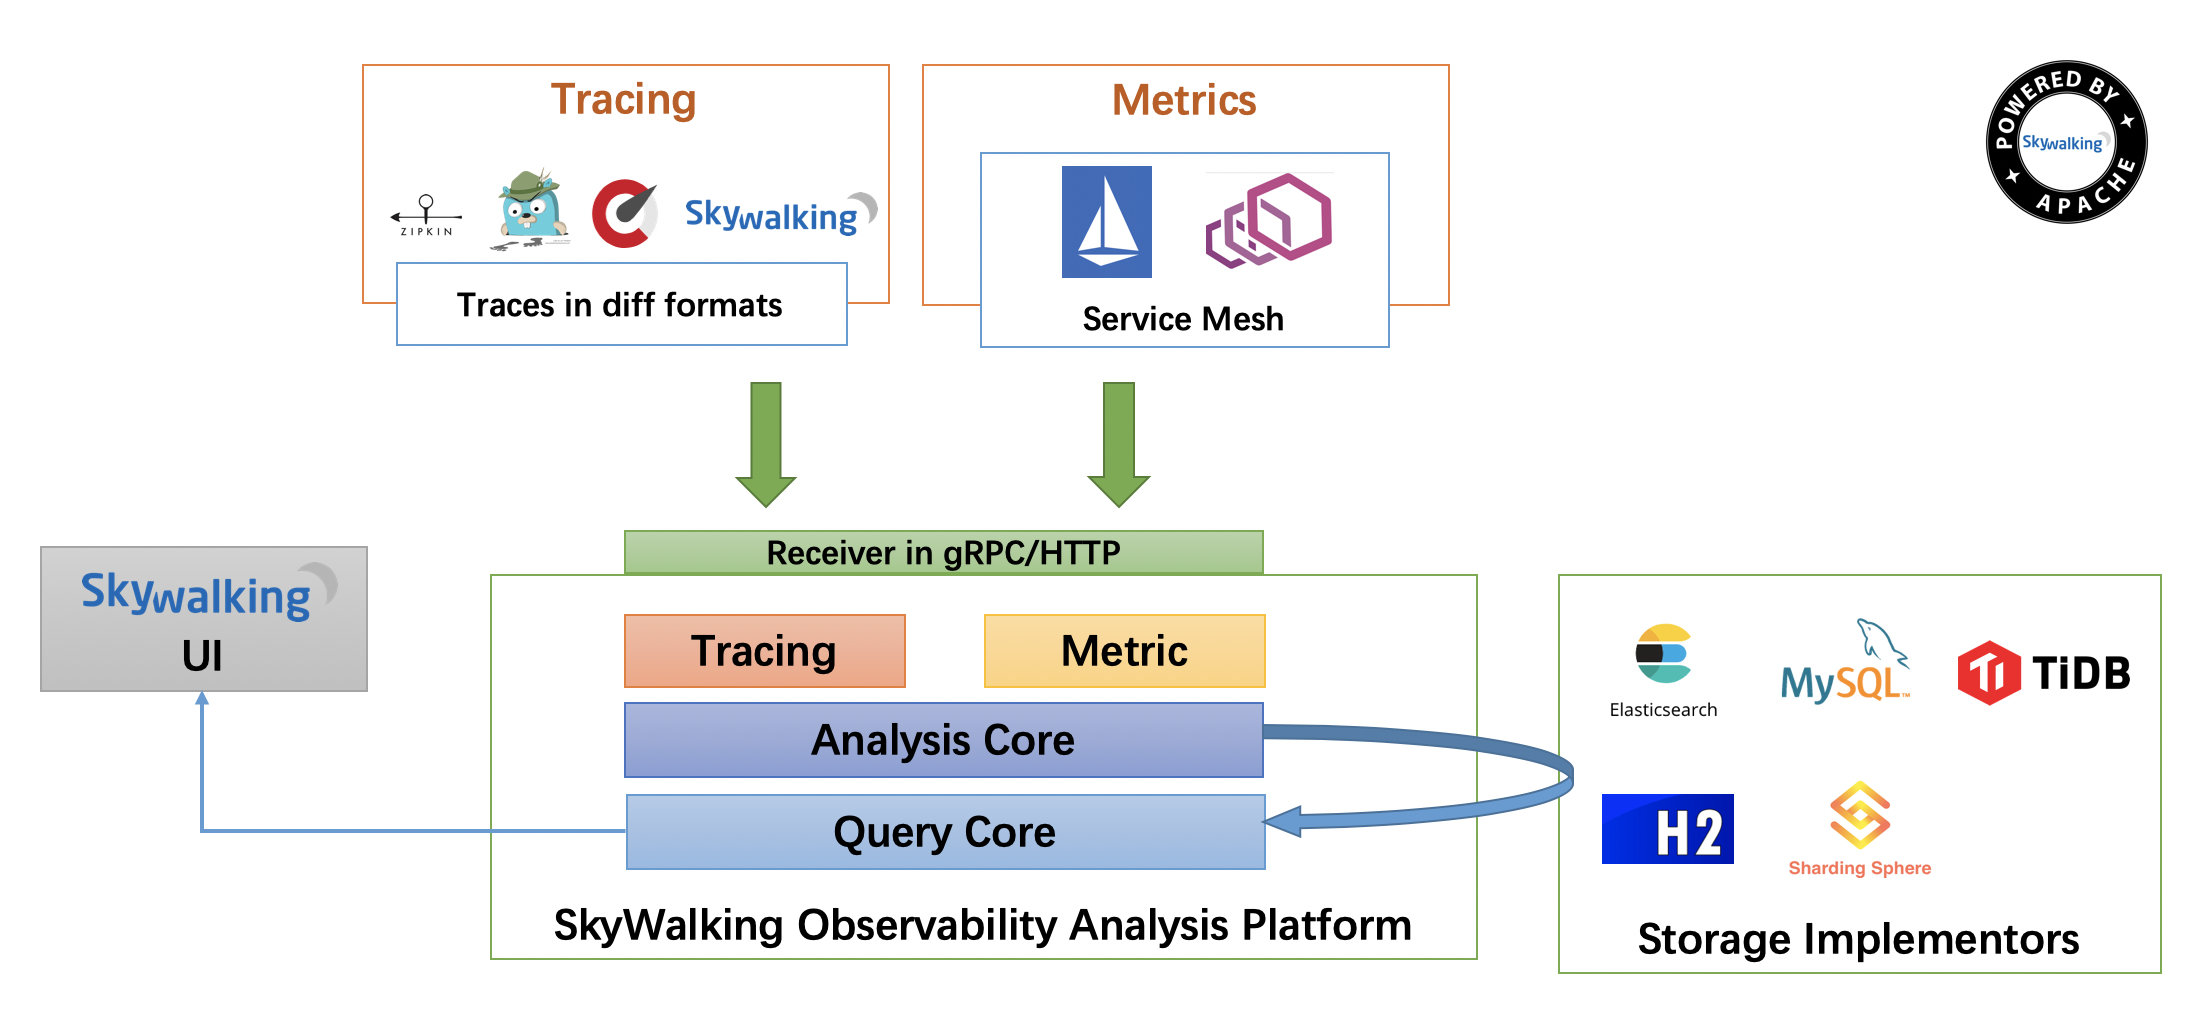 Tracing
ZIPKIN
Skywalking
Traces in diff formats
Metrics
Service Mesh
POWERED BY
Skywalking
APACHE
Skywalking
UI
Receiver in gRPC/HTTP
Tracing
Metric
Analysis Core
Query Core
SkyWalking Observability Analysis Platform
Elasticsearch
MySQL™
TiDB
H2
Sharding Sphere
Storage Implementors